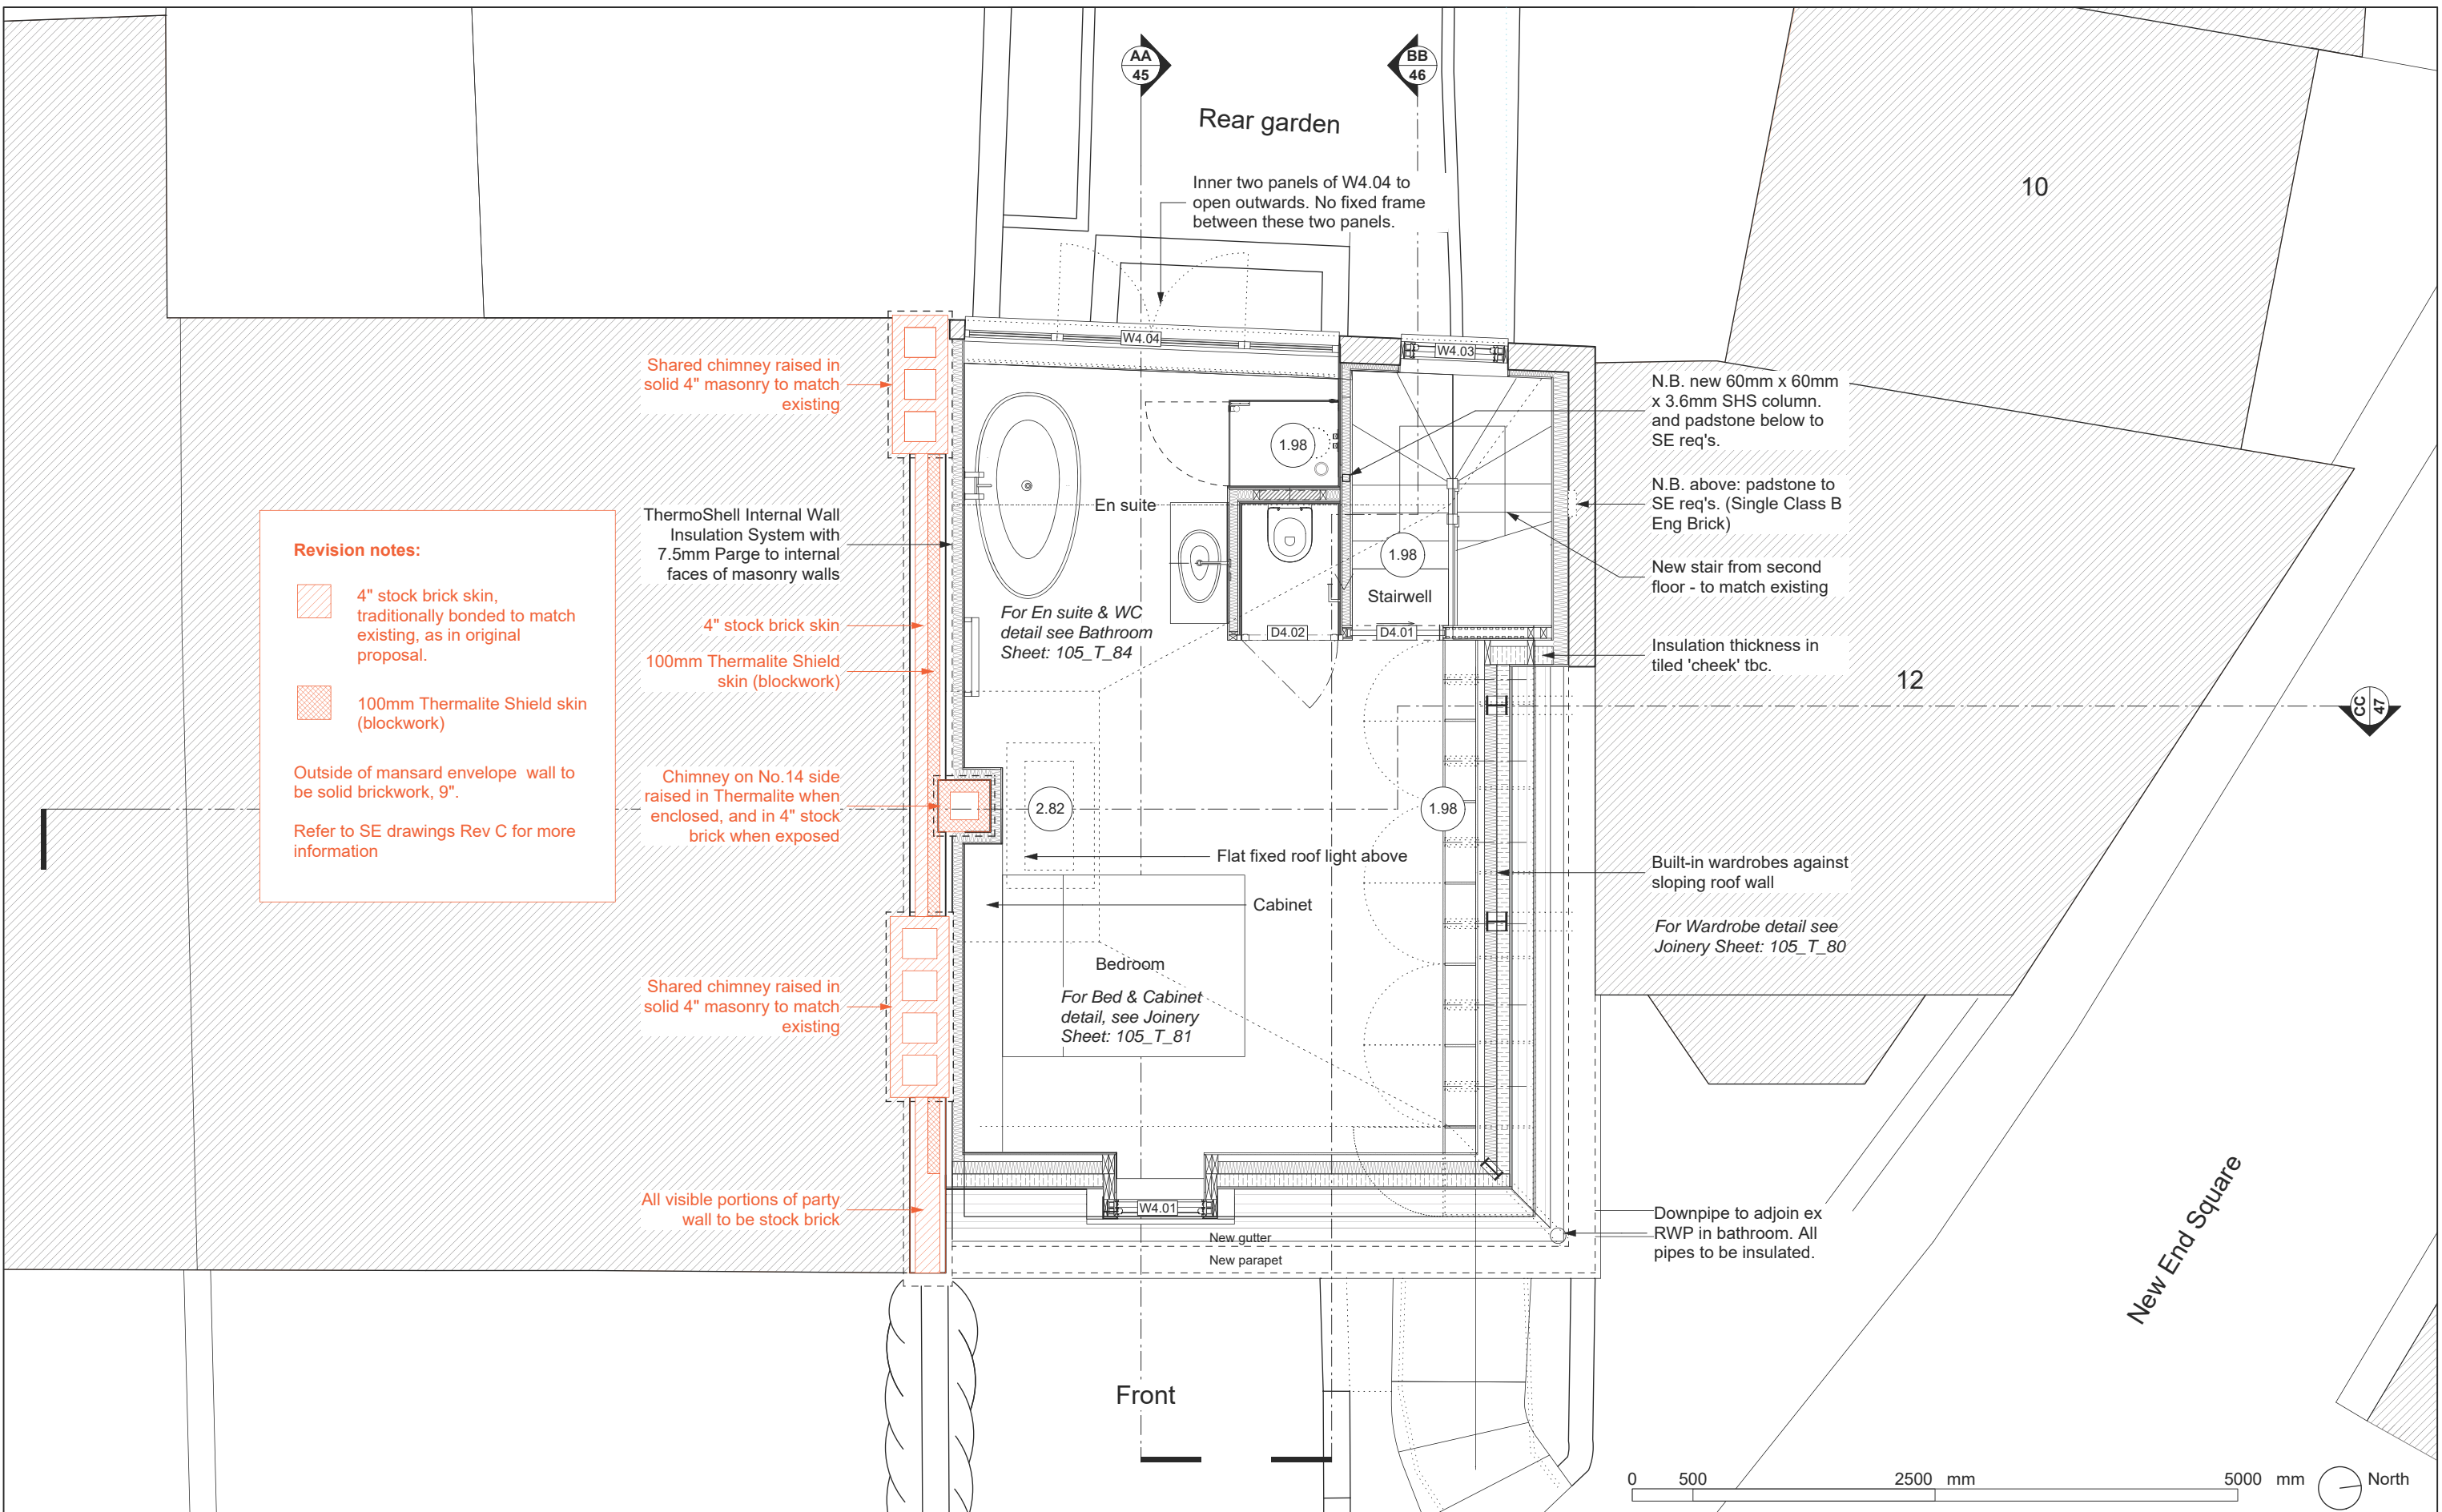 AA
45
BB
46
Rear garden
10
Inner two panels of W4.04 to
open outwards. No fixed frame
between these two panels.
W4.04
W4.03
Shared chimney raised in
solid 4" masonry to match
existing
N.B. new 60mm x 60mm
x 3.6mm SHS column.
and padstone below to
SE req's.
1.98
N.B. above: padstone to
SE req's. (Single Class B
Eng Brick)
En suite
ThermoShell Internal Wall
Insulation System with
7.5mm Parge to internal
faces of masonry walls
1.98
New stair from second
floor - to match existing
Stairwell
Revision notes:
4" stock brick skin,
traditionally bonded to match
existing, as in original
proposal.
100mm Thermalite Shield skin
(blockwork)
Outside of mansard envelope wall to
be solid brickwork, 9".
Refer to SE drawings Rev C for more
information
For En suite & WC
detail see Bathroom
Sheet: 105_T_84
4" stock brick skin
D4.02
D4.01
100mm Thermalite Shield
skin (blockwork)
Insulation thickness in
tiled 'cheek' tbc.
12
CC
47
Chimney on No.14 side
raised in Thermalite when
enclosed, and in 4" stock
brick when exposed
2.82
1.98
Flat fixed roof light above
Built-in wardrobes against
sloping roof wall
Cabinet
For Wardrobe detail see
Joinery Sheet: 105_T_80
Bedroom
For Bed & Cabinet
detail, see Joinery
Sheet: 105_T_81
Shared chimney raised in
solid 4" masonry to match
existing
All visible portions of party
wall to be stock brick
W4.01
New gutter
New parapet
Downpipe to adjoin ex
RWP in bathroom. All
pipes to be insulated.
New End Square
Front
0 500 2500 mm 5000 mm
North